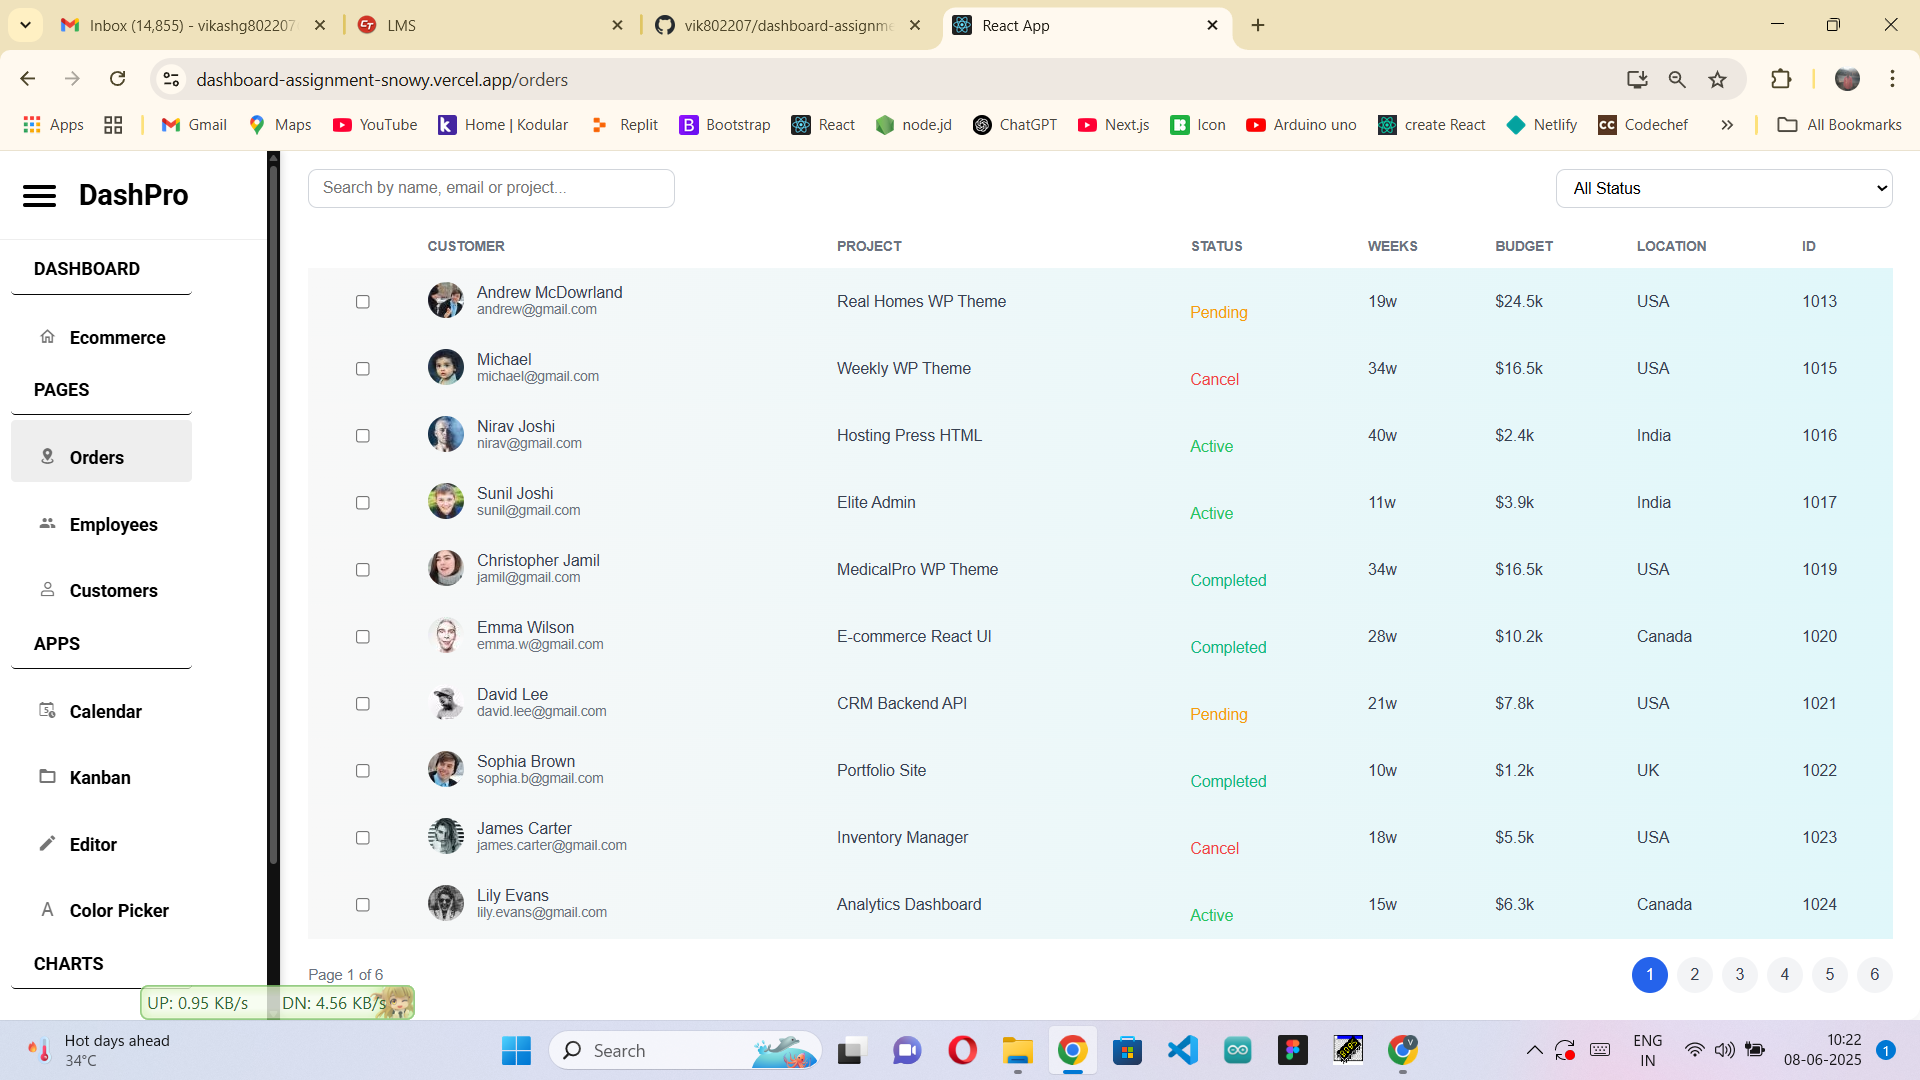 Inbox (14,855) - vikashg802207
LMS
vik802207/dashboard-assignme
React App
dashboard-assignment-snowy.vercel.app/orders
Apps
Gmail
Maps
YouTube
Home | Kodular
Replit
Bootstrap
React
node.jd
ChatGPT
Next.js
Icon
Arduino uno
create React
Netlify
Codechef
All Bookmarks
DashPro
DASHBOARD
Ecommerce
PAGES
Orders
Employees
Customers
APPS
Calendar
Kanban
Editor
Color Picker
CHARTS
Search by name, email or project...
All Status
CUSTOMER PROJECT STATUS WEEKS BUDGET LOCATION ID
Andrew McDowrland
andrew@gmail.com
Real Homes WP Theme
Pending
19w
$24.5k
USA
1013
Michael
michael@gmail.com
Weekly WP Theme
Cancel
34w
$16.5k
USA
1015
Nirav Joshi
nirav@gmail.com
Hosting Press HTML
Active
40w
$2.4k
India
1016
Sunil Joshi
sunil@gmail.com
Elite Admin
Active
11w
$3.9k
India
1017
Christopher Jamil
jamil@gmail.com
MedicalPro WP Theme
Completed
34w
$16.5k
USA
1019
Emma Wilson
emma.w@gmail.com
E-commerce React UI
Completed
28w
$10.2k
Canada
1020
David Lee
david.lee@gmail.com
CRM Backend API
Pending
21w
$7.8k
USA
1021
Sophia Brown
sophia.b@gmail.com
Portfolio Site
Completed
10w
$1.2k
UK
1022
James Carter
james.carter@gmail.com
Inventory Manager
Cancel
18w
$5.5k
USA
1023
Lily Evans
lily.evans@gmail.com
Analytics Dashboard
Active
15w
$6.3k
Canada
1024
Page 1 of 6
1 2 3 4 5 6
UP: 0.95 KB/s DN: 4.56 KB/s
Hot days ahead
34°C
Search
ENG
IN
10:22
08-06-2025
1